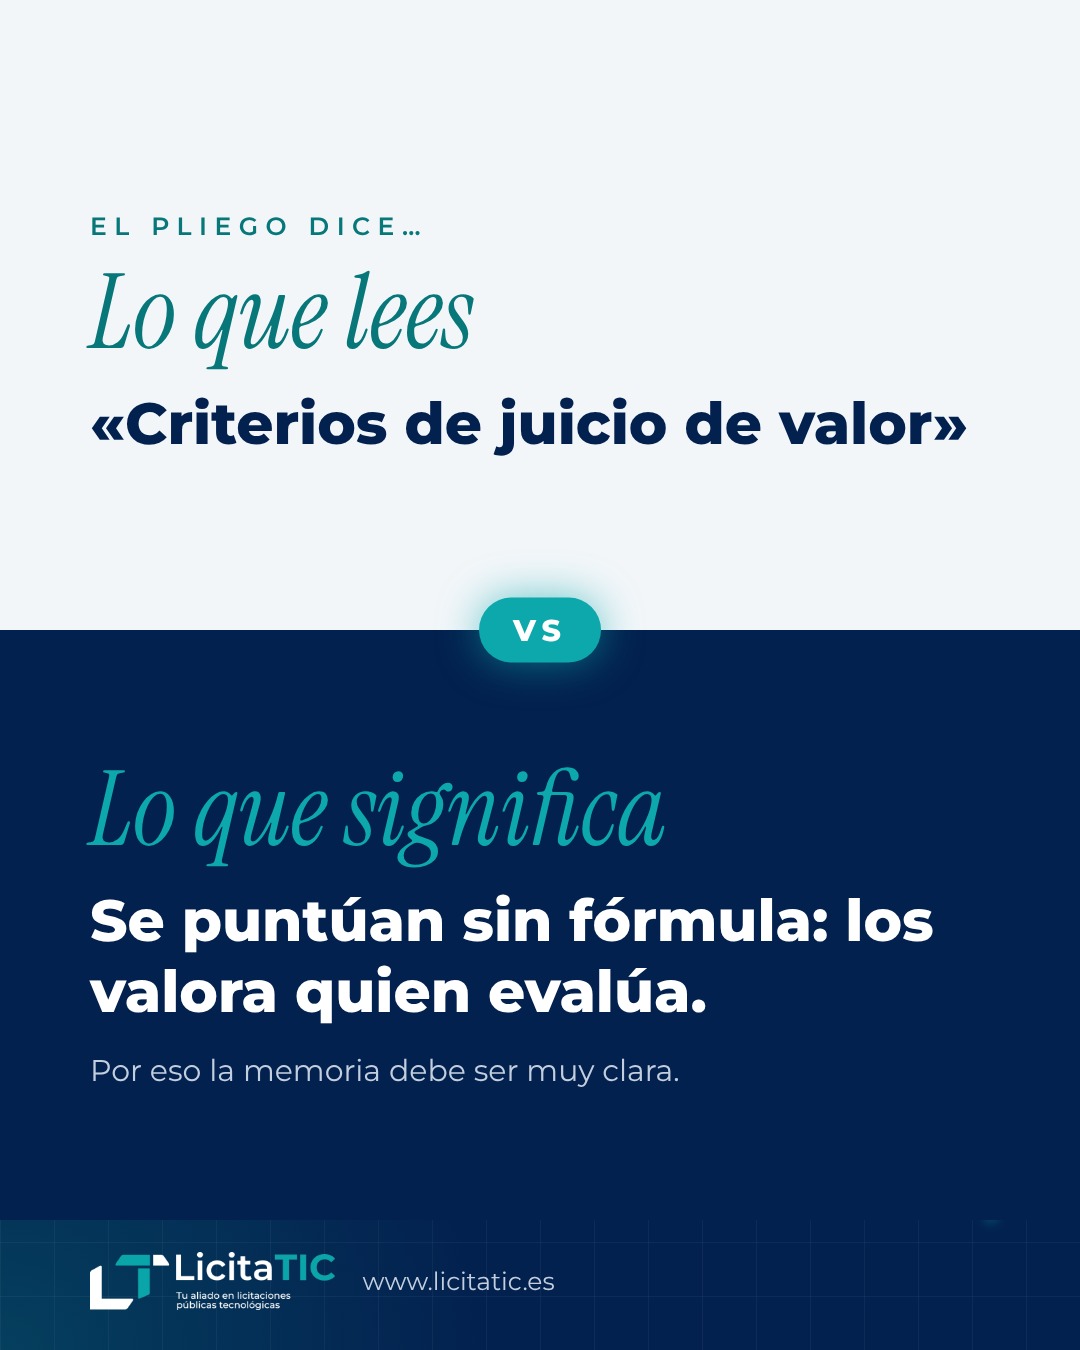 EL PLIEGO DICE…
Lo que lees
«Criterios de juicio de valor»
VS
Lo que significa
Se puntúan sin fórmula: los
valora quien evalúa.
Por eso la memoria debe ser muy clara.
LicitaTIC
Tu aliado en licitaciones
públicas tecnológicas
www.licitatic.es